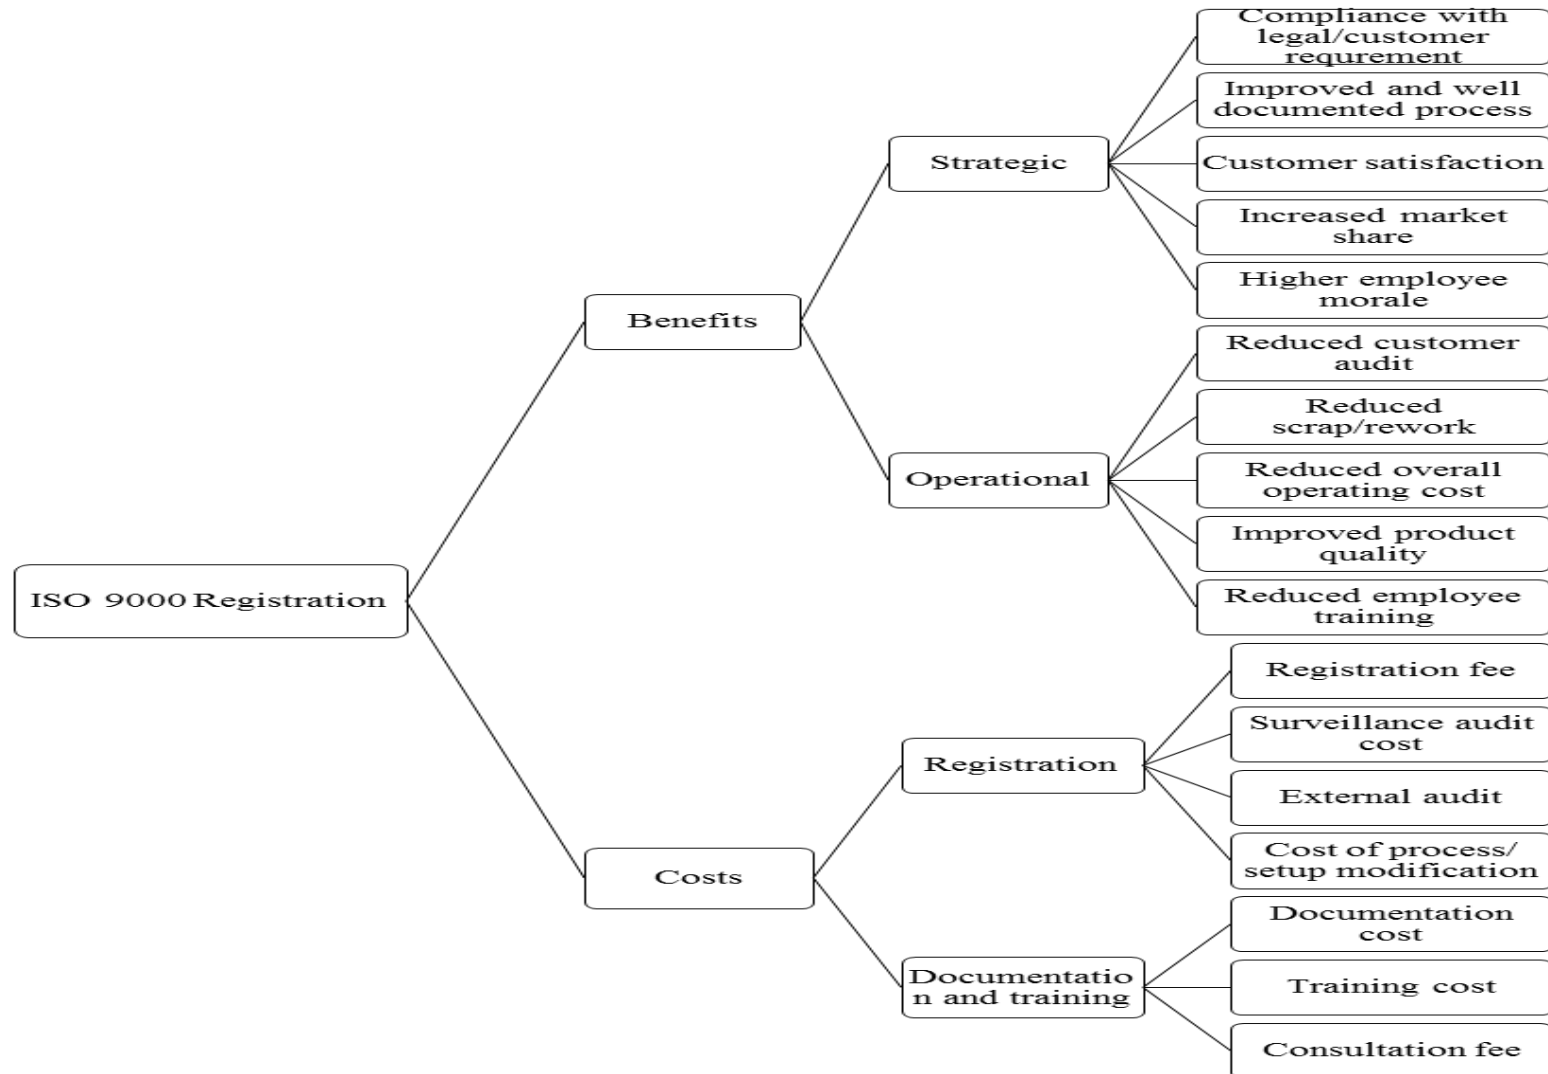 Compliance with
legal/customer
requrement
Improved and well
documented process
Strategic
Customer satisfaction
Increased market
share
Higher employee
morale
Benefits
Reduced customer
audit
Reduced
scrap/rework
Operational
Reduced overall
operating cost
Improved product
quality
Reduced employee
training
ISO 9000 Registration
Registration fee
Surveillance audit
cost
Registration
External audit
Cost of process/
setup modification
Costs
Documentation
cost
Documentatio
n and training
Training cost
Consultation fee